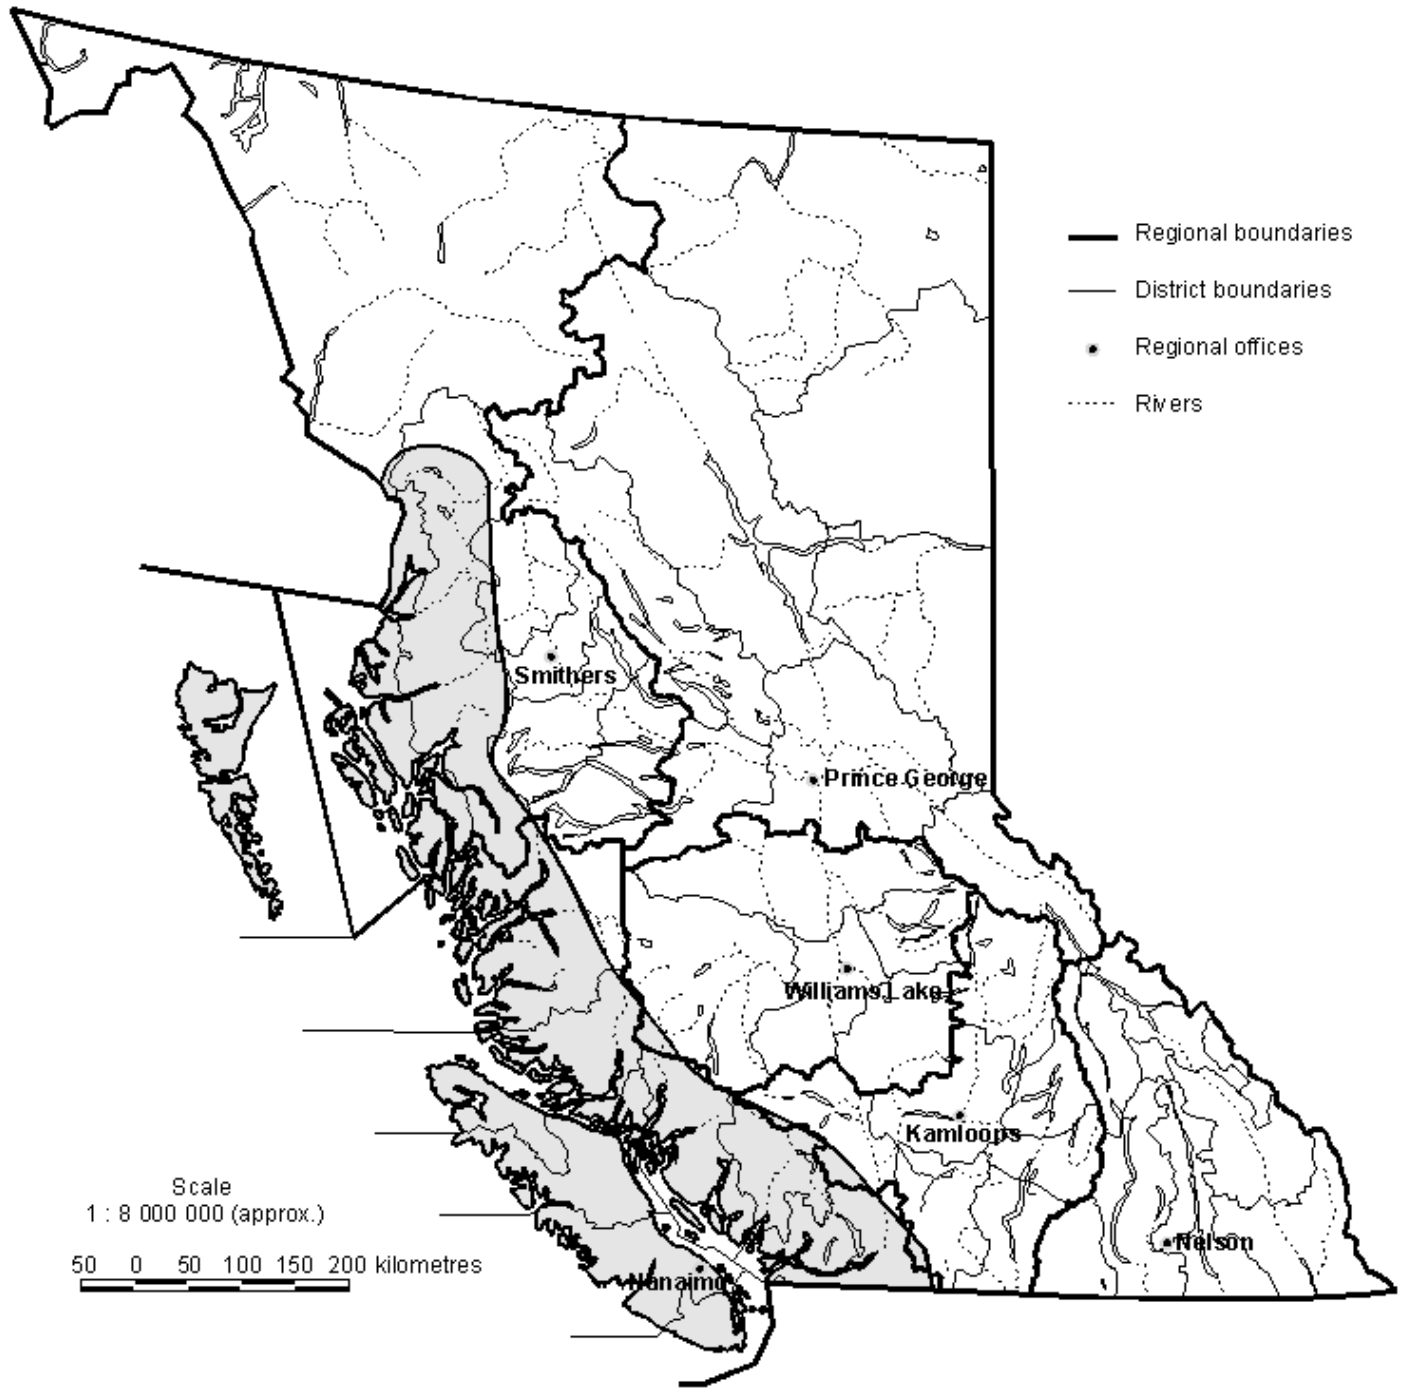 Regional boundaries
District boundaries
Regional offices
Rivers
Smithers
Prince George
Williams Lake
Kamloops
Nelson
Nanaimo
Scale
1 : 8 000 000 (approx.)
50 0 50 100 150 200 kilometres